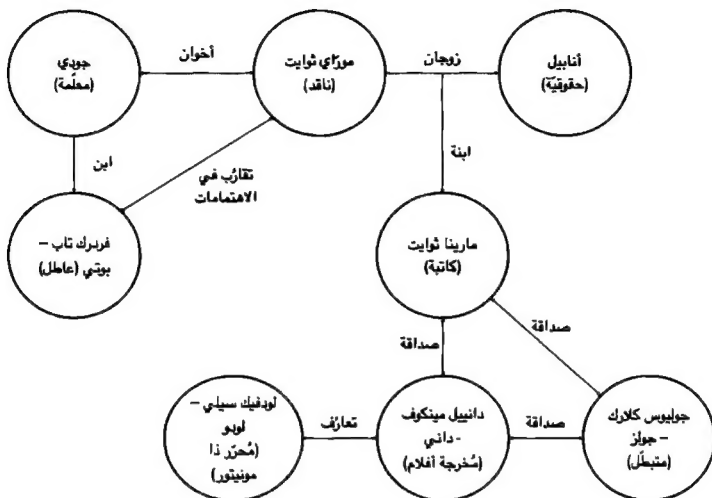 جودي
(معلّمة)
أخوان
موزّاي ثوايت
(ناقد)
زوجان
أنابيل
(حقوقيّة)
ابن
تقارُب في
الاهتمامات
ابنة
فردرك تاب –
بوتي (عاطل)
مارينا ثوايت
(كاتبة)
صداقة
صداقة
لودفيك سيلي –
لوبو
(مُحرّر ذا
مونيتور)
تعارُف
دانييل مينكوف
- داني
(مُخرجة أفلام)
صداقة
جوليوس كلارك
– جولز
(متبطّل)